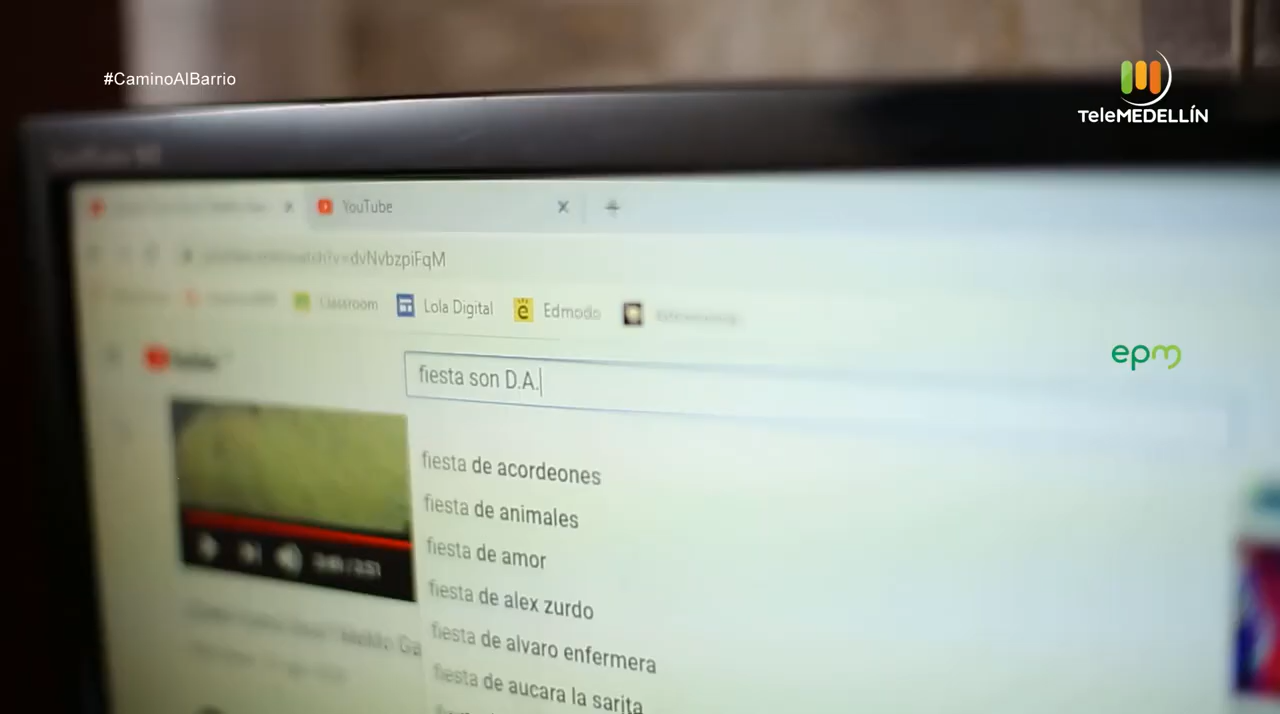 #CaminoAlBarrio
TeleMEDELLÍN
YouTube
dvNvbzpiFqM
Classroom
Lola Digital
Edmodo
epm
YouTube
fiesta son D.A.
fiesta de acordeones
fiesta de animales
fiesta de amor
fiesta de alex zurdo
fiesta de alvaro enfermera
fiesta de aucara la sarita